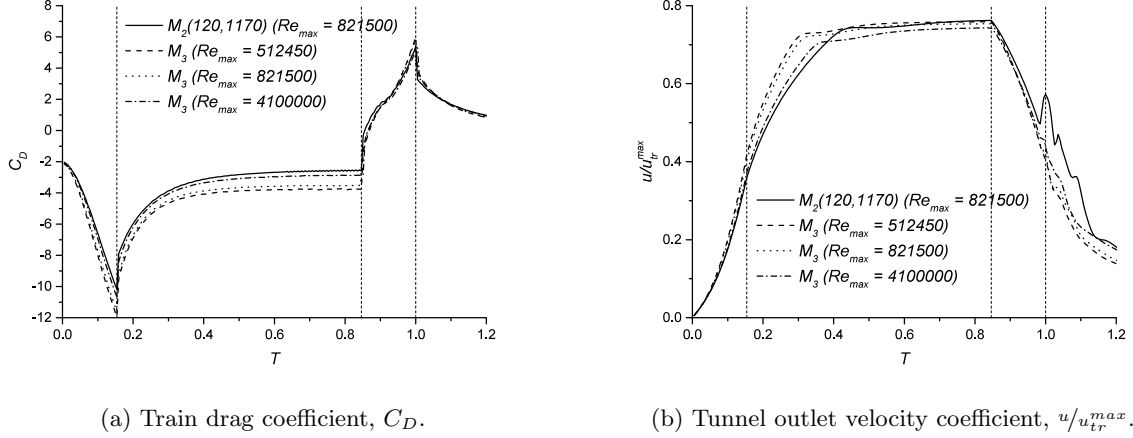 8
6
4
2
0
-2
-4
-6
-8
-10
-12
C_D
M_2(120,1170) (Re_max = 821500)
M_3 (Re_max = 512450)
M_3 (Re_max = 821500)
M_3 (Re_max = 4100000)
0.0 0.2 0.4 0.6 0.8 1.0 1.2
T
(a) Train drag coefficient, C_D.
0.8
0.6
0.4
0.2
0.0
u/u_tr^max
M_2(120,1170) (Re_max = 821500)
M_3 (Re_max = 512450)
M_3 (Re_max = 821500)
M_3 (Re_max = 4100000)
0.0 0.2 0.4 0.6 0.8 1.0 1.2
T
(b) Tunnel outlet velocity coefficient, u/u_tr^max.